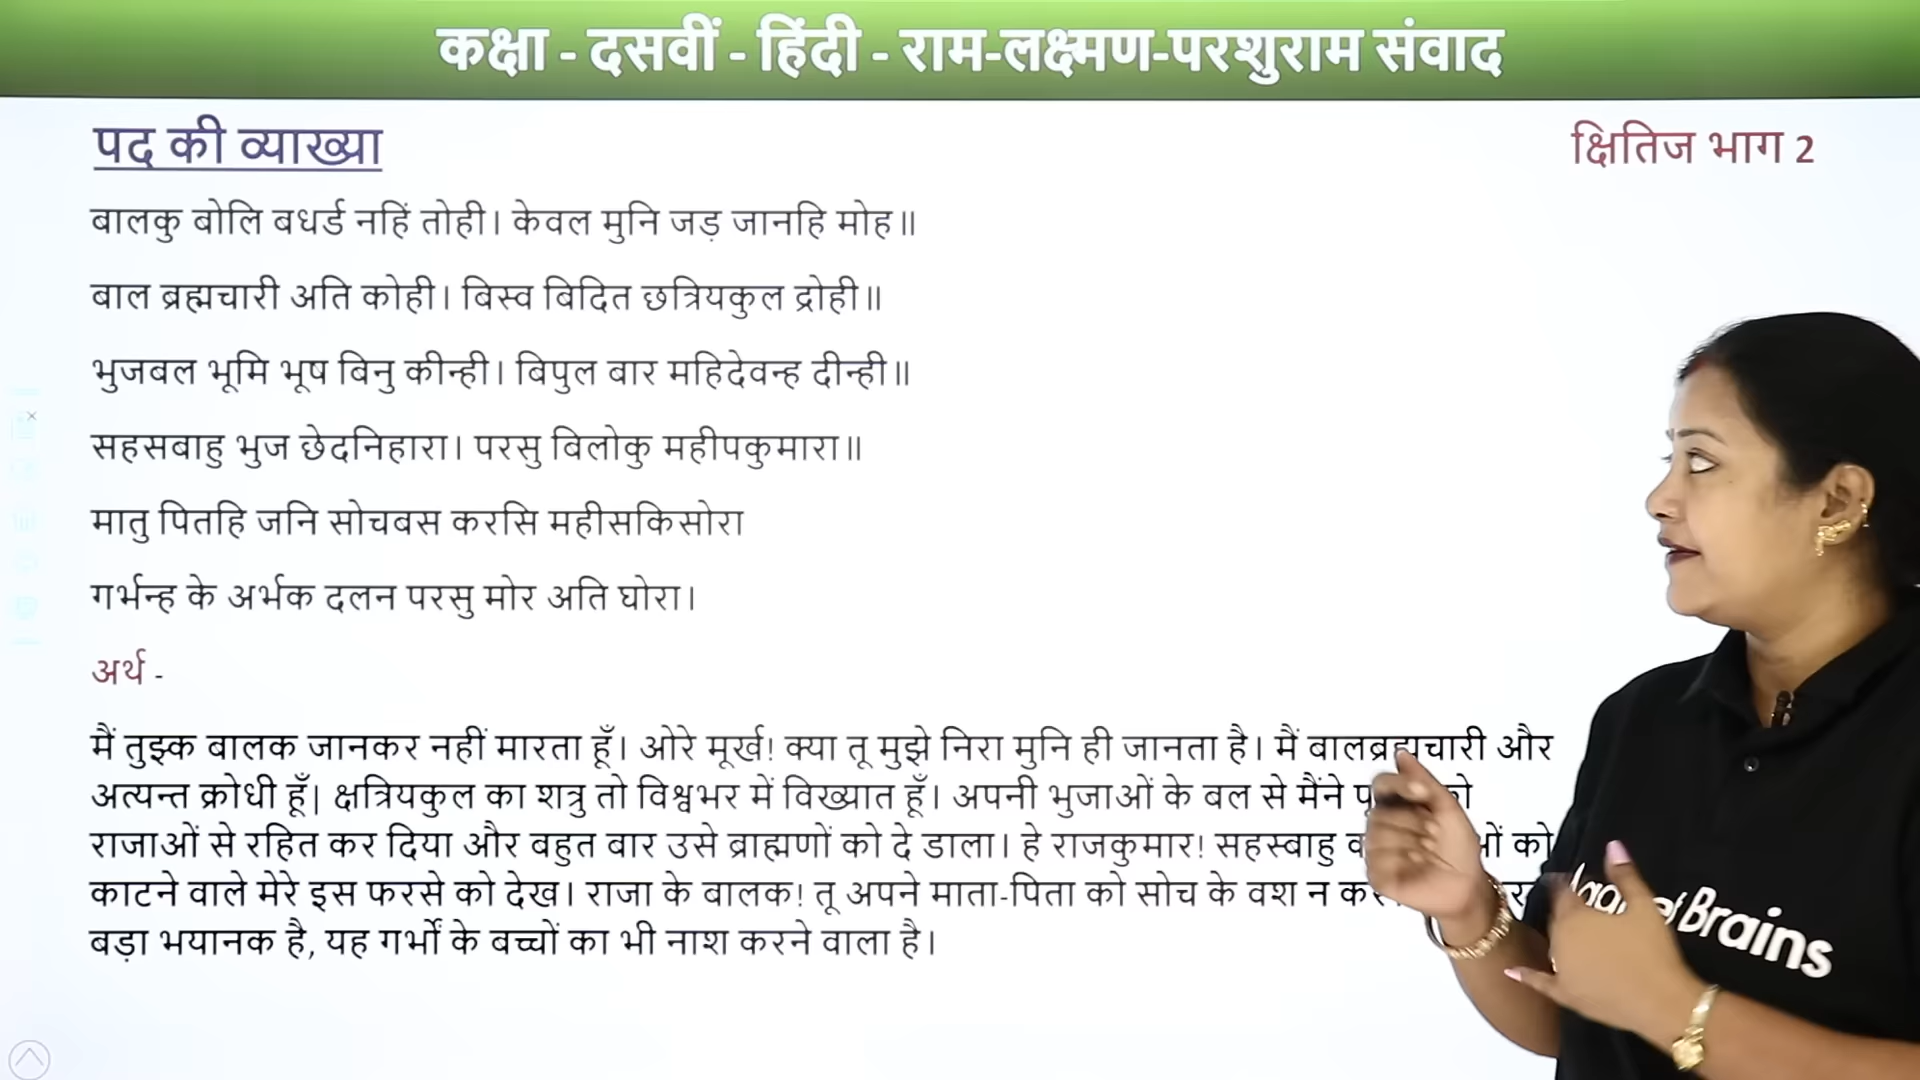 कक्षा - दसवीं - हिंदी - राम-लक्ष्मण-परशुराम संवाद
पद की व्याख्या
क्षितिज भाग 2
बालकु बोलि बधर्ड नहिं तोही। केवल मुनि जड़ जानहि मोह॥
बाल ब्रह्मचारी अति कोही। बिस्व बिदित छत्रियकुल द्रोही॥
भुजबल भूमि भूष बिनु कीन्ही। बिपुल बार महिदेवन्ह दीन्ही॥
सहसबाहु भुज छेदनिहारा। परसु बिलोकु महीपकुमारा॥
मातु पितहि जनि सोचबस करसि महीसकिसोरा
गर्भन्ह के अर्भक दलन परसु मोर अति घोरा।
अर्थ -
मैं तुझ्क बालक जानकर नहीं मारता हूँ। ओरे मूर्ख! क्या तू मुझे निरा मुनि ही जानता है। मैं बालब्रह्मचारी और
अत्यन्त क्रोधी हूँ| क्षत्रियकुल का शत्रु तो विश्वभर में विख्यात हूँ। अपनी भुजाओं के बल से मैंने को
राजाओं से रहित कर दिया और बहुत बार उसे ब्राह्मणों को दे डाला। हे राजकुमार! सहस्बाहु को
काटने वाले मेरे इस फरसे को देख। राजा के बालक! तू अपने माता-पिता को सोच के वश न
बड़ा भयानक है, यह गर्भों के बच्चों का भी नाश करने वाला है।
Brains